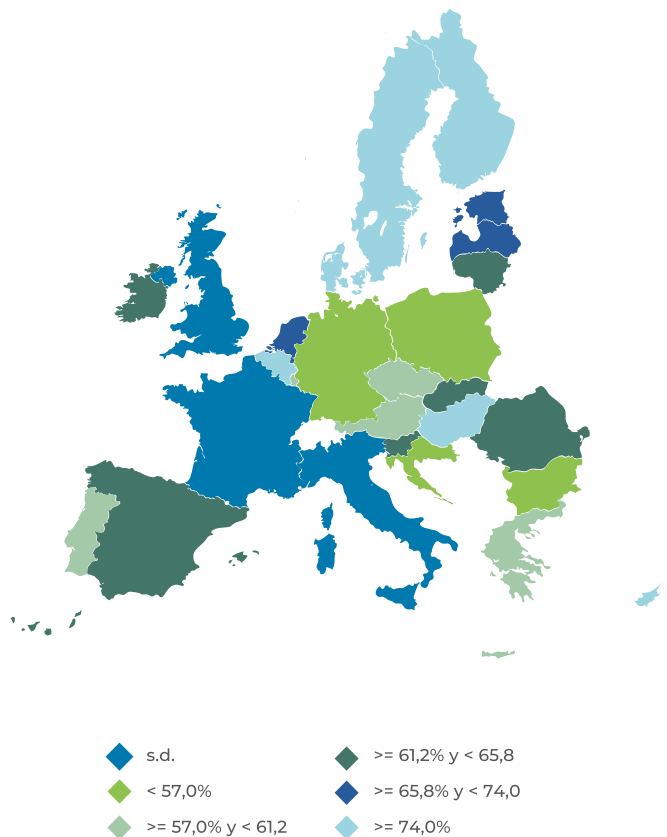 s.d.
< 57,0%
>= 57,0% y < 61,2
>= 61,2% y < 65,8
>= 65,8% y < 74,0
>= 74,0%